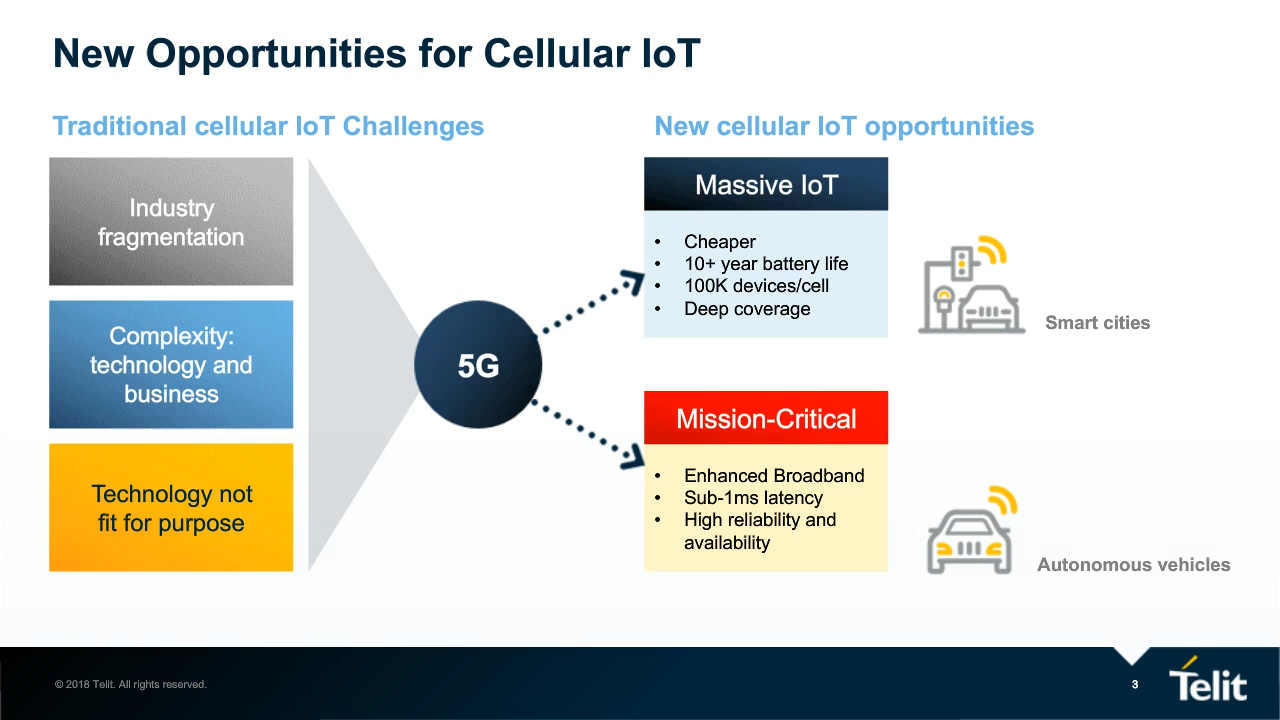 New Opportunities for Cellular IoT
Traditional cellular IoT Challenges
Industry
fragmentation
Complexity:
technology and
business
Technology not
fit for purpose
5G
New cellular IoT opportunities
Massive IoT
• Cheaper
• 10+ year battery life
• 100K devices/cell
• Deep coverage
Smart cities
Mission-Critical
• Enhanced Broadband
• Sub-1ms latency
• High reliability and
availability
Autonomous vehicles
© 2018 Telit. All rights reserved.
3
Telit